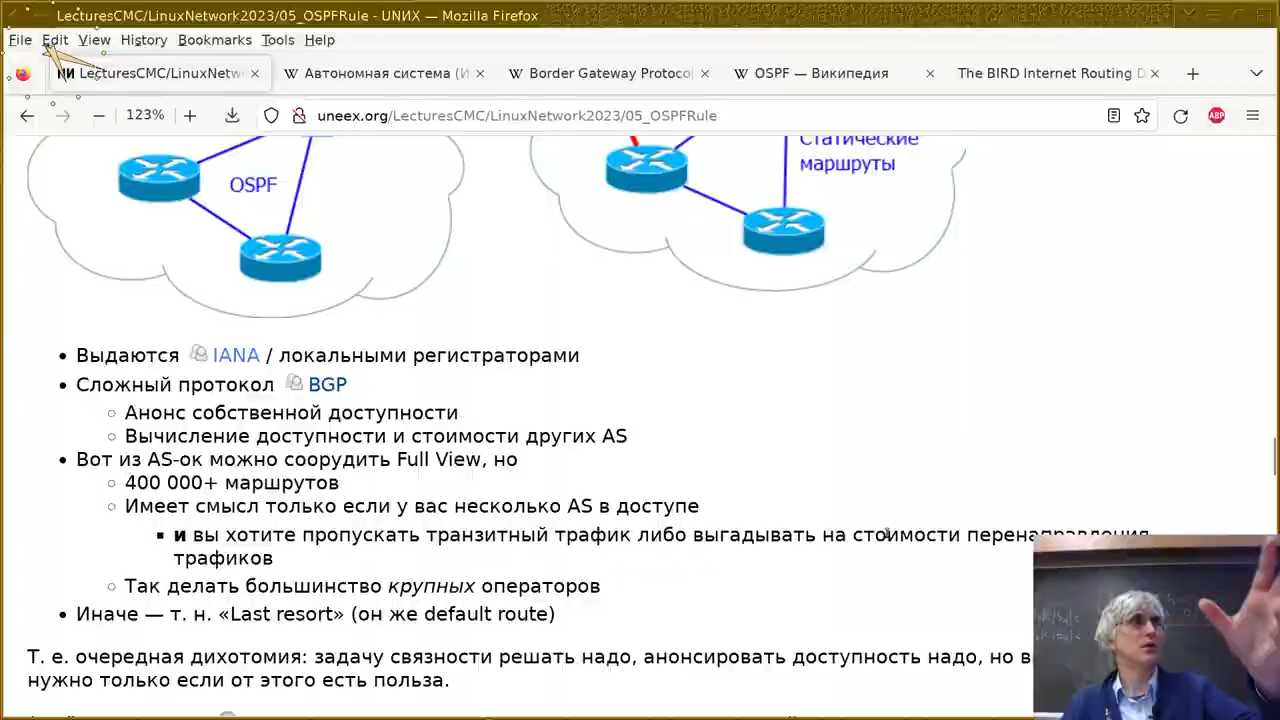 LecturesCMC/LinuxNetwork2023/05_OSPFRule - UNИX — Mozilla Firefox
File Edit View History Bookmarks Tools Help
LecturesCMC/LinuxNetw Автономная система (И Border Gateway Protocol OSPF — Википедия The BIRD Internet Routing D
123% uneex.org/LecturesCMC/LinuxNetwork2023/05_OSPFRule ABP
Статические
маршруты
OSPF
Выдаются IANA / локальными регистраторами
Сложный протокол BGP
Анонс собственной доступности
Вычисление доступности и стоимости других AS
Вот из AS-ок можно соорудить Full View, но
400 000+ маршрутов
Имеет смысл только если у вас несколько AS в доступе
и вы хотите пропускать транзитный трафик либо выгадывать на стоимости перенаправления
трафиков
Так делать большинство крупных операторов
Иначе — т. н. «Last resort» (он же default route)
Т. е. очередная дихотомия: задачу связности решать надо, анонсировать доступность надо, но в
нужно только если от этого есть польза.